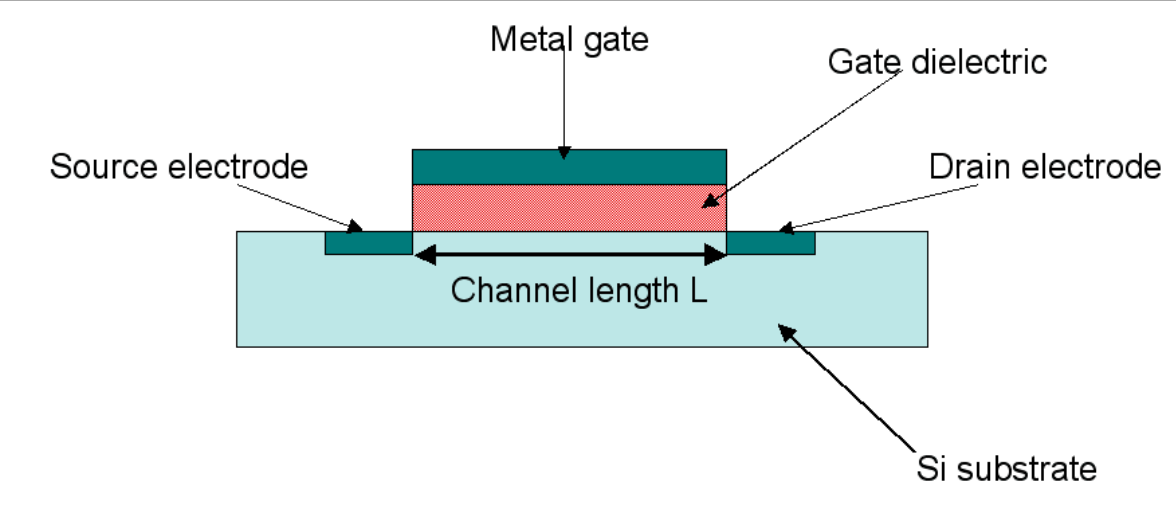 Metal gate
Gate dielectric
Source electrode
Drain electrode
Channel length L
Si substrate